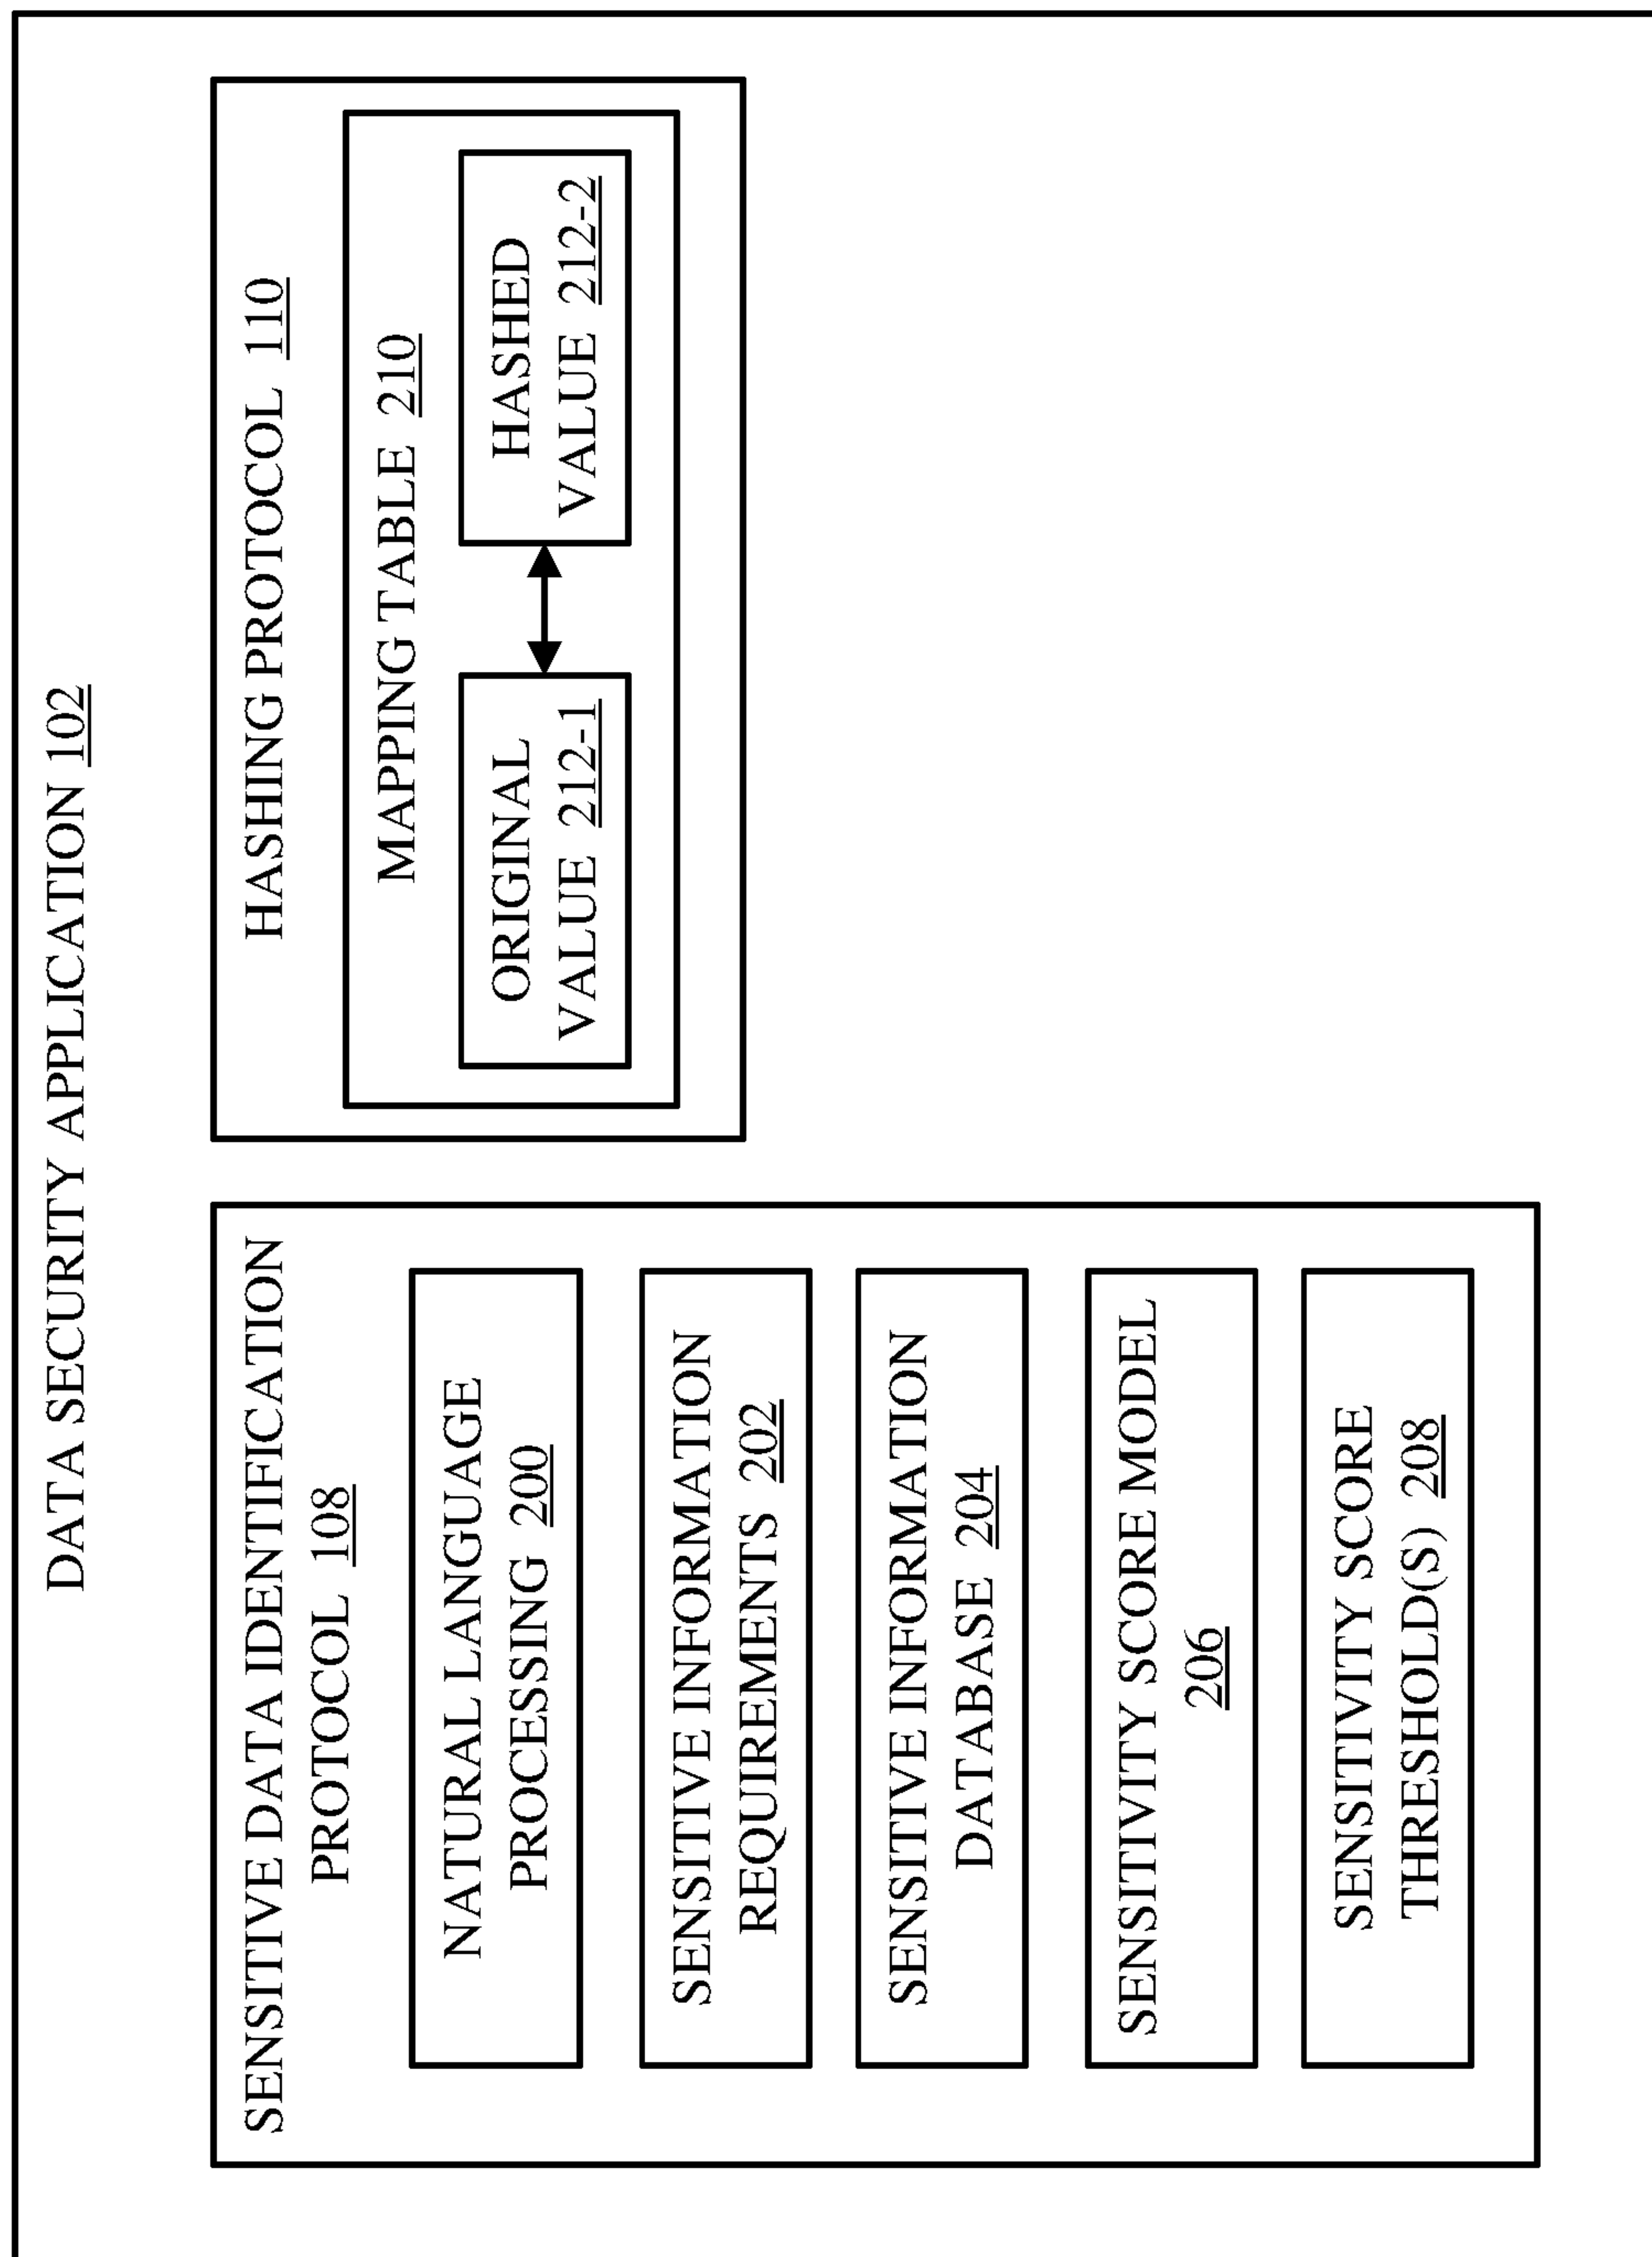 DATA SECURITY APPLICATION 102
SENSITIVE DATA IDENTIFICATION
PROTOCOL 108
NATURAL LANGUAGE
PROCESSING 200
SENSITIVE INFORMATION
REQUIREMENTS 202
SENSITIVE INFORMATION
DATABASE 204
SENSITIVITY SCORE MODEL
206
SENSITIVITY SCORE
THRESHOLD(S) 208
HASHING PROTOCOL 110
MAPPING TABLE 210
ORIGINAL
VALUE 212-1
HASHED
VALUE 212-2